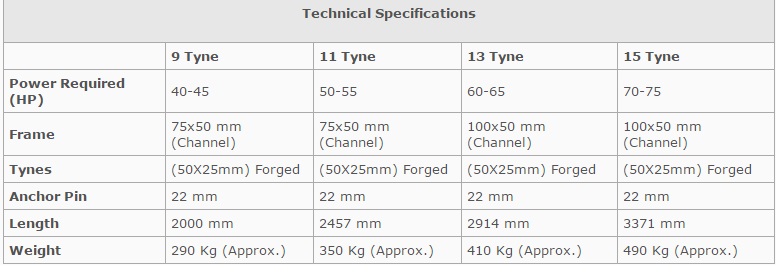 Technical Specifications
9 Tyne 11 Tyne 13 Tyne 15 Tyne
Power Required (HP) 40-45 50-55 60-65 70-75
Frame 75x50 mm (Channel) 75x50 mm (Channel) 100x50 mm (Channel) 100x50 mm (Channel)
Tynes (50X25mm) Forged (50X25mm) Forged (50X25mm) Forged (50X25mm) Forged
Anchor Pin 22 mm 22 mm 22 mm 22 mm
Length 2000 mm 2457 mm 2914 mm 3371 mm
Weight 290 Kg (Approx.) 350 Kg (Approx.) 410 Kg (Approx.) 490 Kg (Approx.)